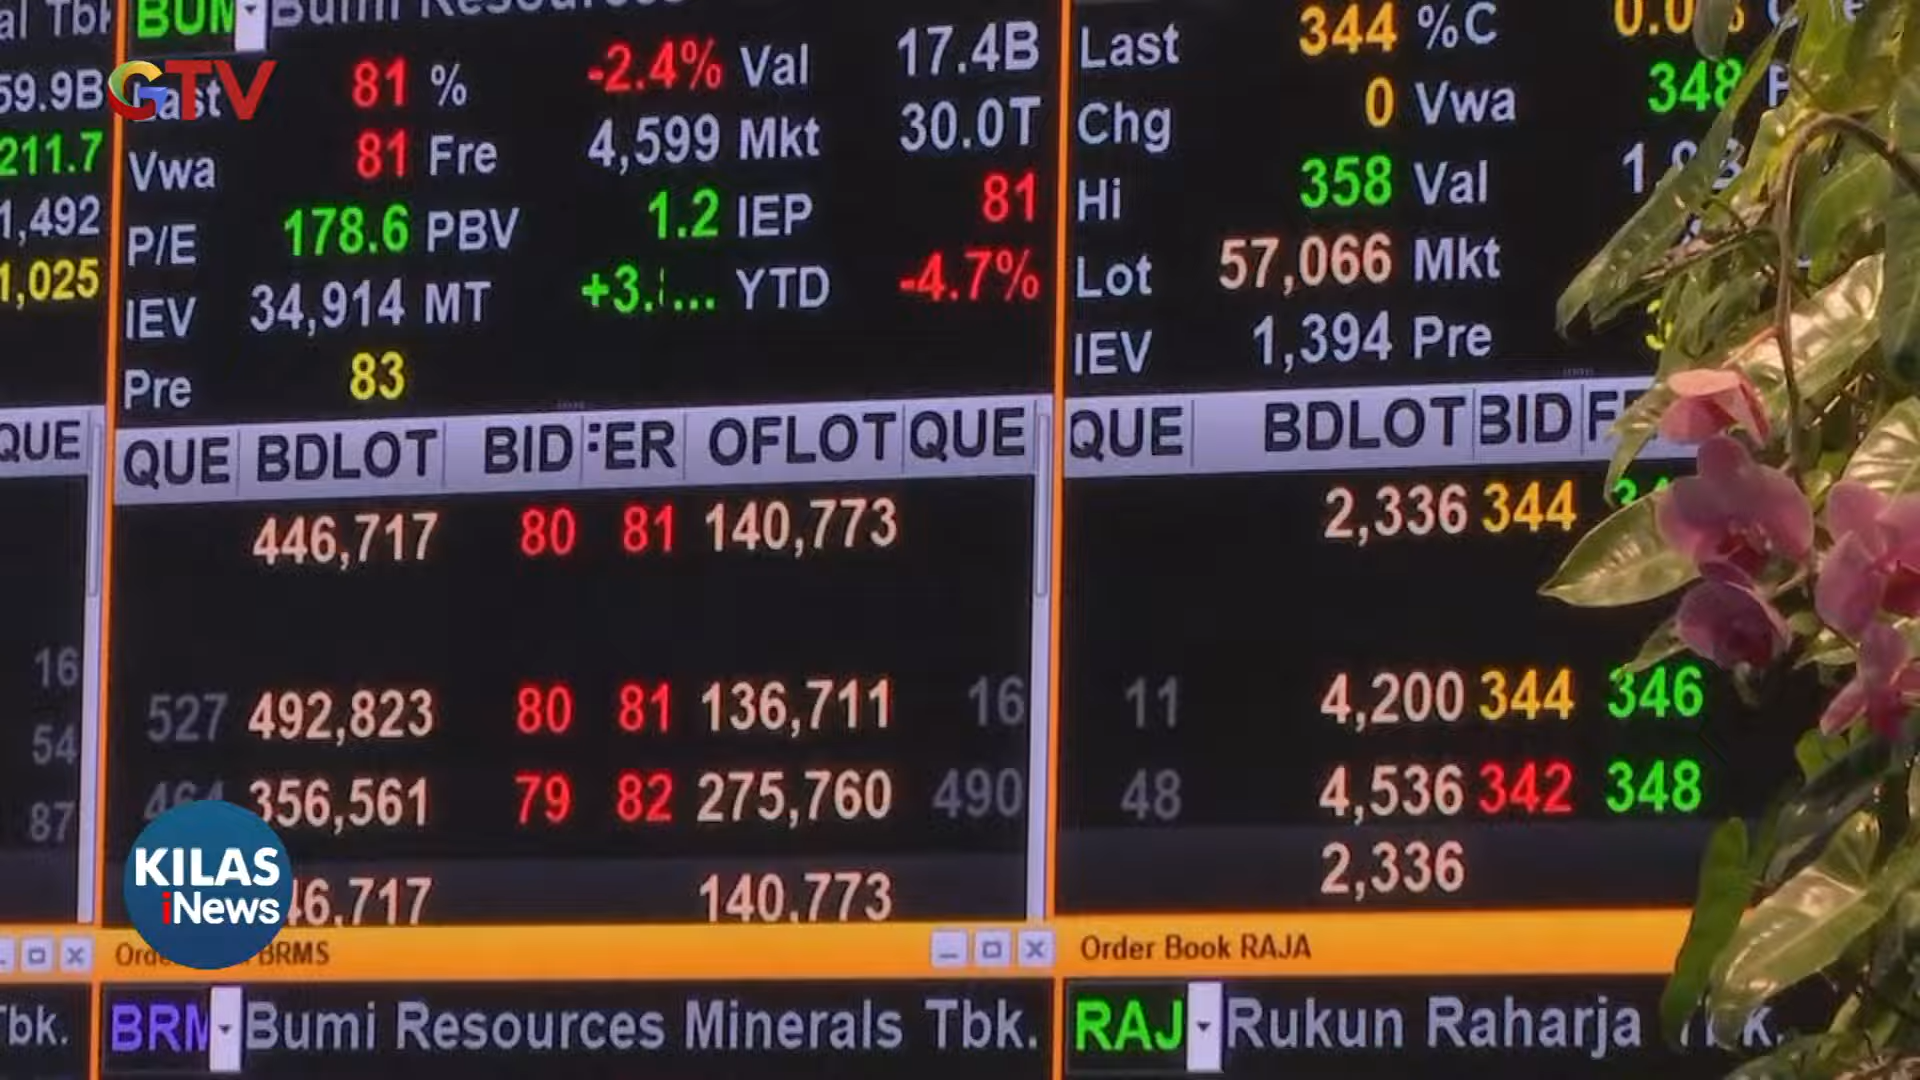 GTV
59.9B
211.7
1,492
1,025
QUE
16
54
87
Last 81 % -2.4% Val 17.4B
Vwa 81 Fre 4,599 Mkt 30.0T
P/E 178.6 PBV 1.2 IEP 81
IEV 34,914 MT YTD -4.7%
Pre 83
QUE BDLOT BID :ER OFLOT QUE
446,717 80 81 140,773
527 492,823 80 81 136,711 16
464 356,561 79 82 275,760 490
140,773
KILAS
iNews
BRMS
BRM Bumi Resources Minerals Tbk.
Last 344 %C
Chg 0 Vwa 348
Hi 358 Val
Lot 57,066 Mkt
IEV 1,394 Pre
QUE BDLOT BID
2,336 344
11 4,200 344 346
48 4,536 342 348
2,336
Order Book RAJA
RAJ Rukun Raharja